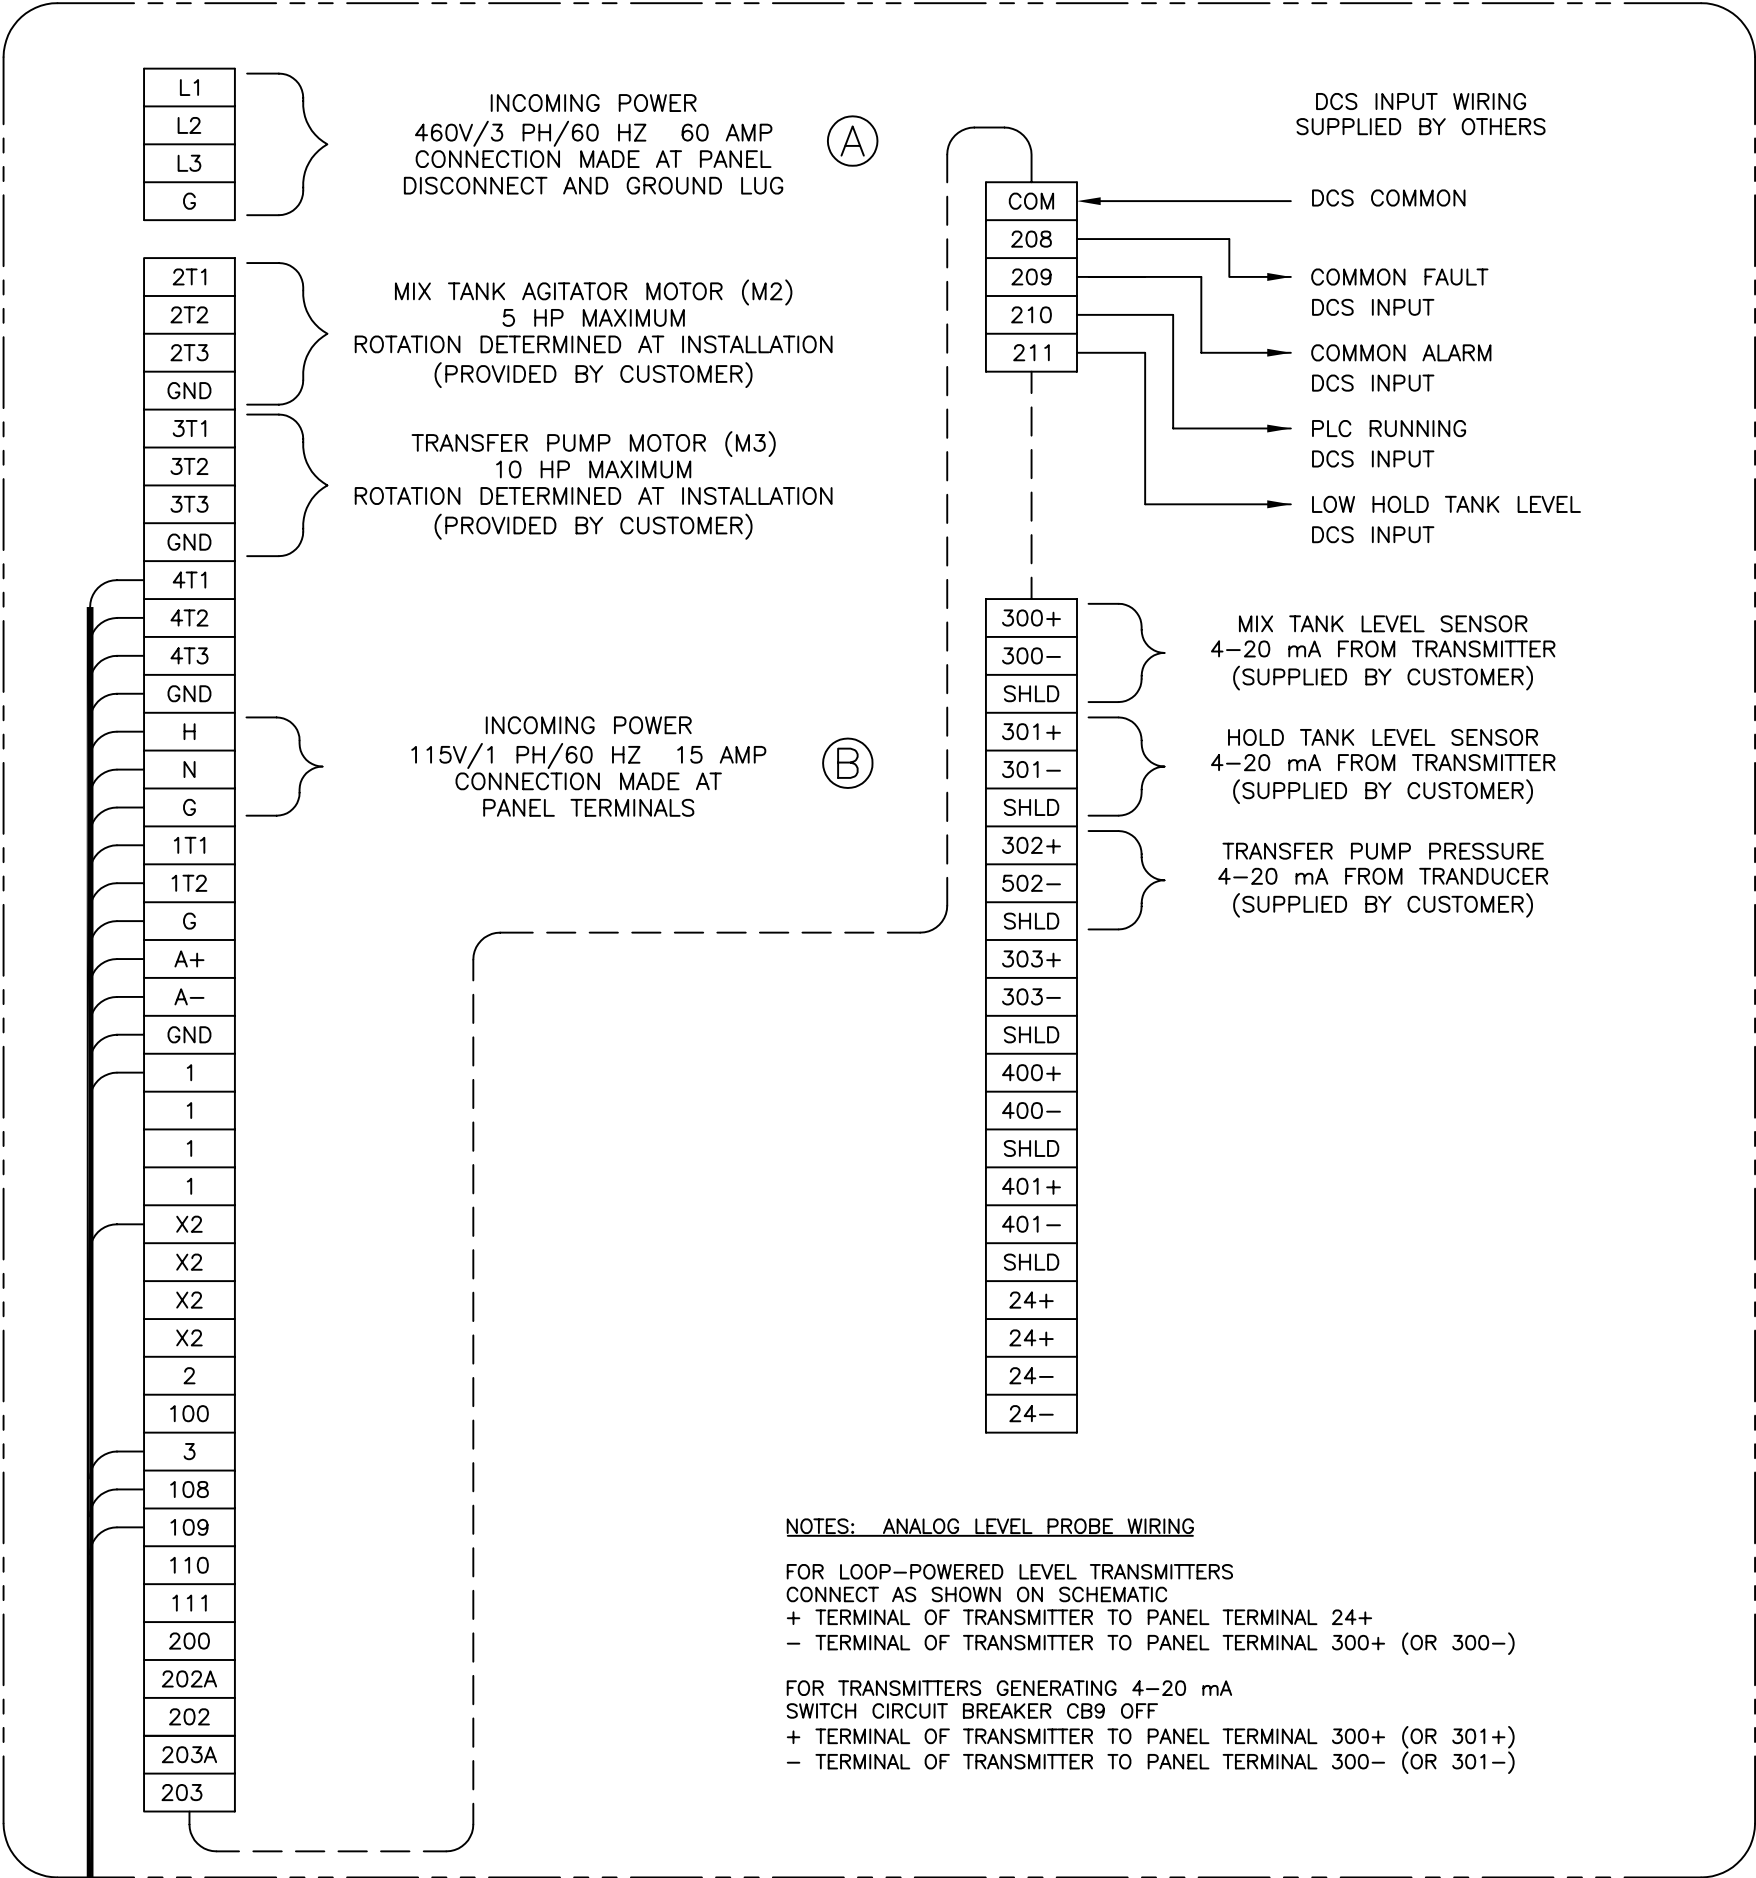 L1
L2
L3
G
INCOMING POWER
460V/3 PH/60 HZ 60 AMP
CONNECTION MADE AT PANEL
DISCONNECT AND GROUND LUG
A
2T1
2T2
2T3
GND
MIX TANK AGITATOR MOTOR (M2)
5 HP MAXIMUM
ROTATION DETERMINED AT INSTALLATION
(PROVIDED BY CUSTOMER)
3T1
3T2
3T3
GND
TRANSFER PUMP MOTOR (M3)
10 HP MAXIMUM
ROTATION DETERMINED AT INSTALLATION
(PROVIDED BY CUSTOMER)
4T1
4T2
4T3
GND
H
N
G
INCOMING POWER
115V/1 PH/60 HZ 15 AMP
CONNECTION MADE AT
PANEL TERMINALS
B
1T1
1T2
G
A+
A-
GND
1
1
1
1
X2
X2
X2
X2
2
100
3
108
109
110
111
200
202A
202
203A
203
DCS INPUT WIRING
SUPPLIED BY OTHERS
COM
208
209
210
211
DCS COMMON
COMMON FAULT
DCS INPUT
COMMON ALARM
DCS INPUT
PLC RUNNING
DCS INPUT
LOW HOLD TANK LEVEL
DCS INPUT
300+
300-
SHLD
MIX TANK LEVEL SENSOR
4-20 mA FROM TRANSMITTER
(SUPPLIED BY CUSTOMER)
301+
301-
SHLD
HOLD TANK LEVEL SENSOR
4-20 mA FROM TRANSMITTER
(SUPPLIED BY CUSTOMER)
302+
502-
SHLD
TRANSFER PUMP PRESSURE
4-20 mA FROM TRANDUCER
(SUPPLIED BY CUSTOMER)
303+
303-
SHLD
400+
400-
SHLD
401+
401-
SHLD
24+
24+
24-
24-
NOTES: ANALOG LEVEL PROBE WIRING
FOR LOOP-POWERED LEVEL TRANSMITTERS
CONNECT AS SHOWN ON SCHEMATIC
+ TERMINAL OF TRANSMITTER TO PANEL TERMINAL 24+
- TERMINAL OF TRANSMITTER TO PANEL TERMINAL 300+ (OR 300-)
FOR TRANSMITTERS GENERATING 4-20 mA
SWITCH CIRCUIT BREAKER CB9 OFF
+ TERMINAL OF TRANSMITTER TO PANEL TERMINAL 300+ (OR 301+)
- TERMINAL OF TRANSMITTER TO PANEL TERMINAL 300- (OR 301-)